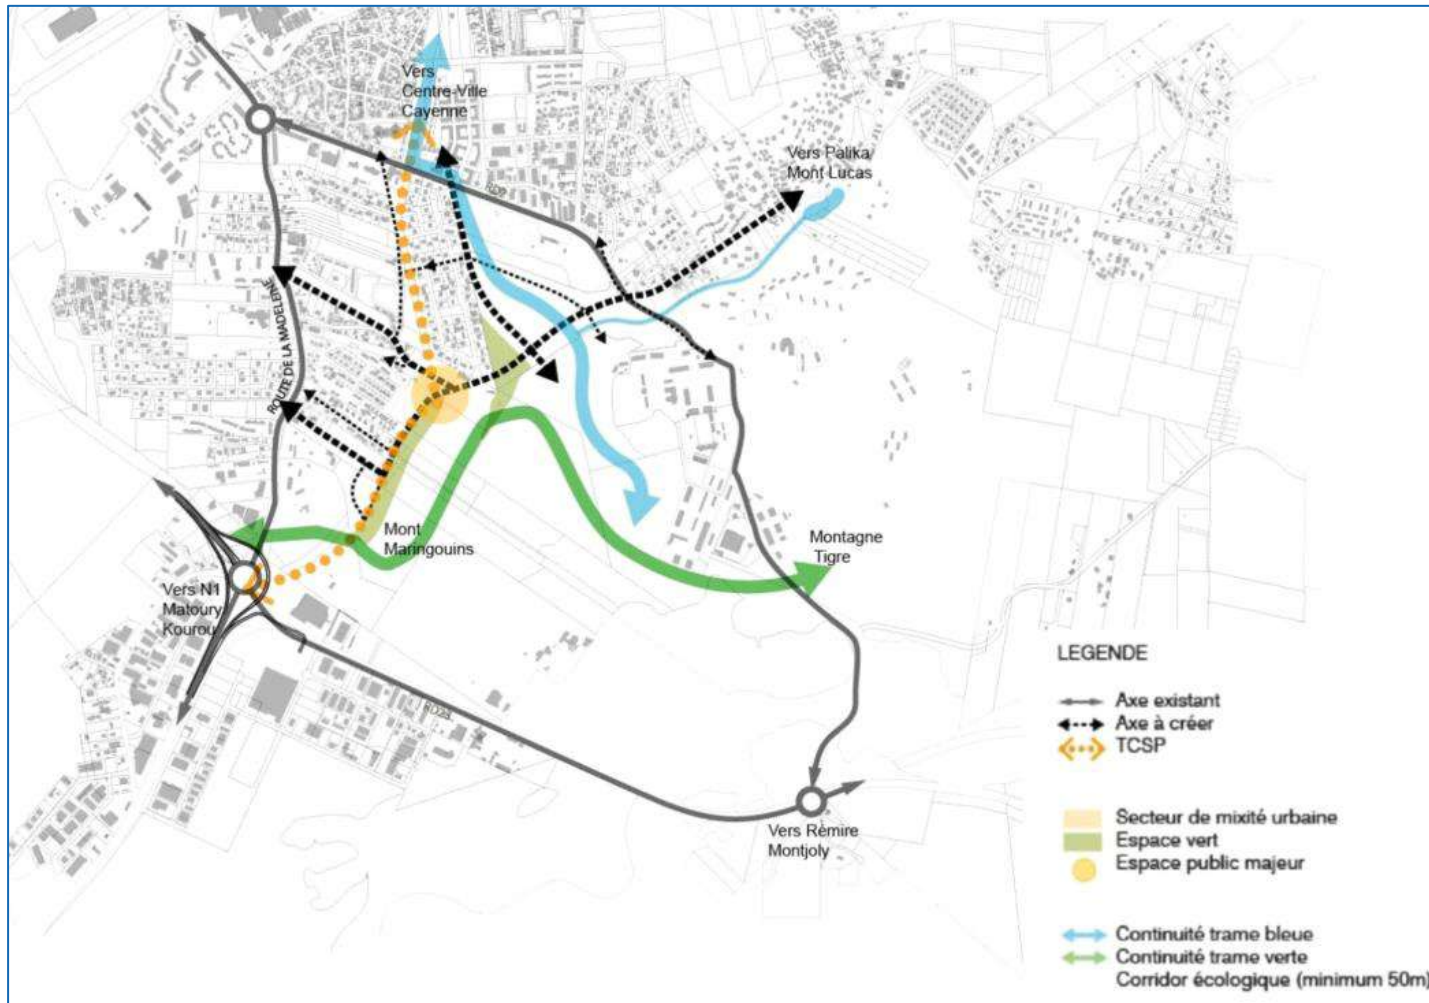 Vers
Centre-Ville
Cayenne
Vers Palika
Mont Lucas
RD3
ROUTE DE LA MADELEINE
Mont
Maringouins
Montagne
Tigre
Vers N1
Matoury
Kourou
RD23
Vers Rémire
Montjoly
LEGENDE
Axe existant
Axe à créer
TCSP
Secteur de mixité urbaine
Espace vert
Espace public majeur
Continuité trame bleue
Continuité trame verte
Corridor écologique (minimum 50m)